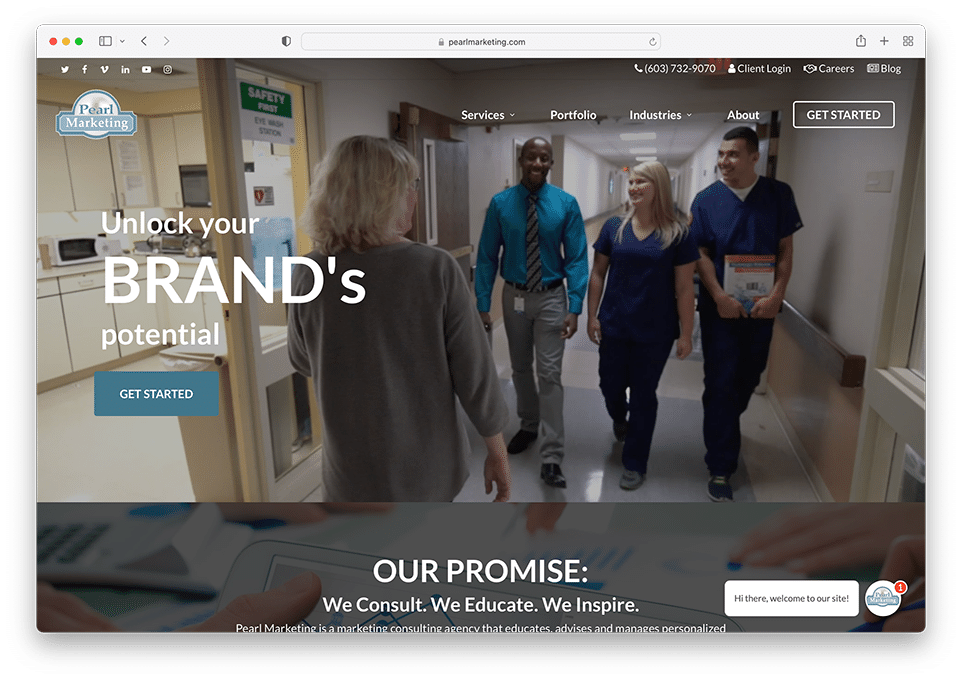 pearlmarketing.com
(603) 732-9070 Client Login Careers Blog
Pearl
Marketing
Services Portfolio Industries About GET STARTED
SAFETY
FIRST
EYE WASH
STATION
Unlock your
BRAND's
potential
GET STARTED
OUR PROMISE:
We Consult. We Educate. We Inspire.
Pearl Marketing is a marketing consulting agency that educates, advises and manages personalized
Hi there, welcome to our site!
Pearl
Marketing
1